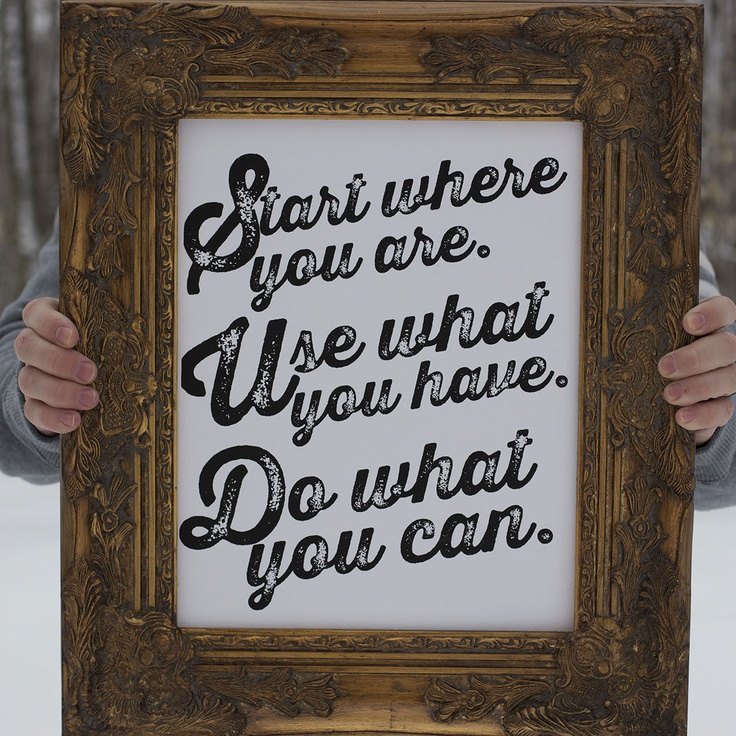 Start where
you are.
Use what
you have.
Do what
you can.